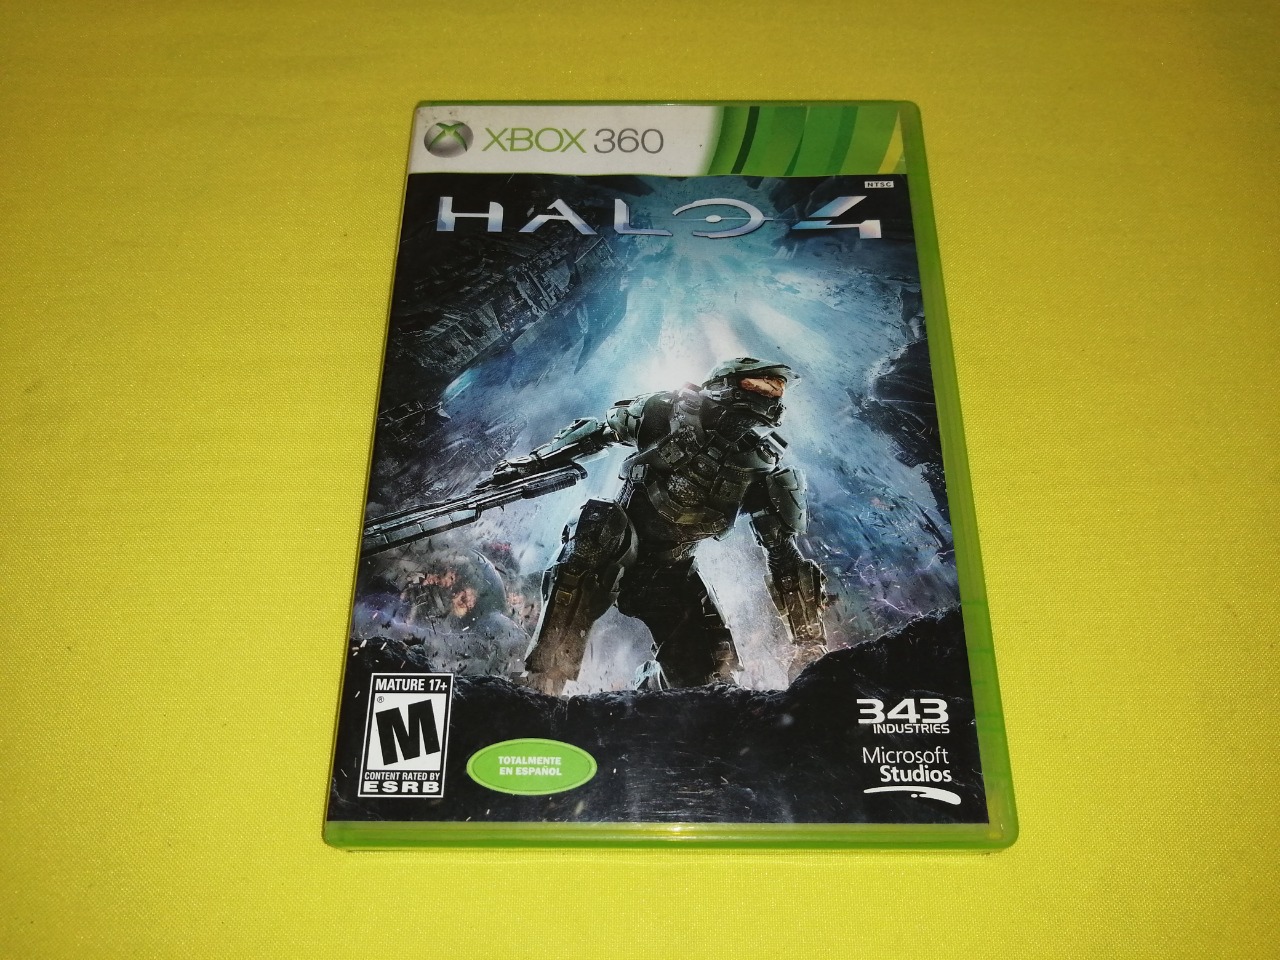 XBOX 360
NTSC
HALO 4
MATURE 17+
M
®
CONTENT RATED BY
ESRB
TOTALMENTE
EN ESPAÑOL
343
INDUSTRIES
Microsoft
Studios